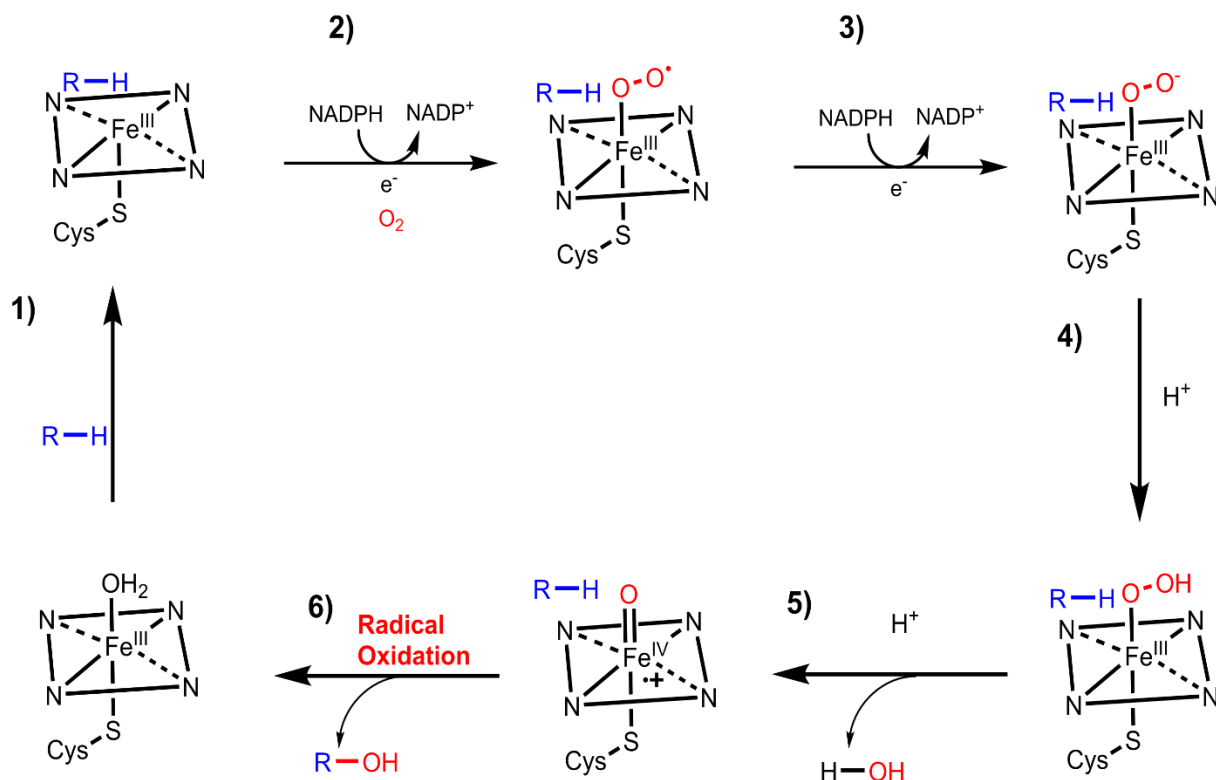 2)
3)
R-H
N
N
Fe III
N
N
S
Cys
NADPH
NADP+
e-
O2
R-H
O-O•
N
N
Fe III
N
N
S
Cys
NADPH
NADP+
e-
R-H
O-O-
N
N
Fe III
N
N
S
Cys
1)
R-H
4)
H+
OH2
N
N
Fe III
N
N
S
Cys
6)
Radical
Oxidation
R-OH
R-H
O
N
N
Fe IV
•+
N
N
S
Cys
5)
H+
H-OH
R-H
O-OH
N
N
Fe III
N
N
S
Cys